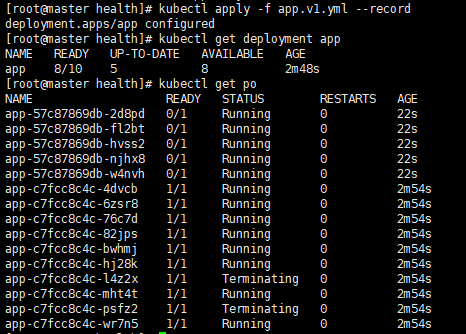 [root@master health]# kubectl apply -f app.v1.yml --record
deployment.apps/app configured
[root@master health]# kubectl get deployment app
NAME READY UP-TO-DATE AVAILABLE AGE
app 8/10 5 8 2m48s
[root@master health]# kubectl get po
NAME READY STATUS RESTARTS AGE
app-57c87869db-2d8pd 0/1 Running 0 22s
app-57c87869db-fl2bt 0/1 Running 0 22s
app-57c87869db-hvss2 0/1 Running 0 22s
app-57c87869db-njhx8 0/1 Running 0 22s
app-57c87869db-w4nvh 0/1 Running 0 22s
app-c7fcc8c4c-4dvcb 1/1 Running 0 2m54s
app-c7fcc8c4c-6zsr8 1/1 Running 0 2m54s
app-c7fcc8c4c-76c7d 1/1 Running 0 2m54s
app-c7fcc8c4c-82jps 1/1 Running 0 2m54s
app-c7fcc8c4c-bwhmj 1/1 Running 0 2m54s
app-c7fcc8c4c-hj28k 1/1 Running 0 2m54s
app-c7fcc8c4c-l4z2x 1/1 Terminating 0 2m54s
app-c7fcc8c4c-mht4t 1/1 Running 0 2m54s
app-c7fcc8c4c-psfz2 1/1 Terminating 0 2m54s
app-c7fcc8c4c-wr7n5 1/1 Running 0 2m54s